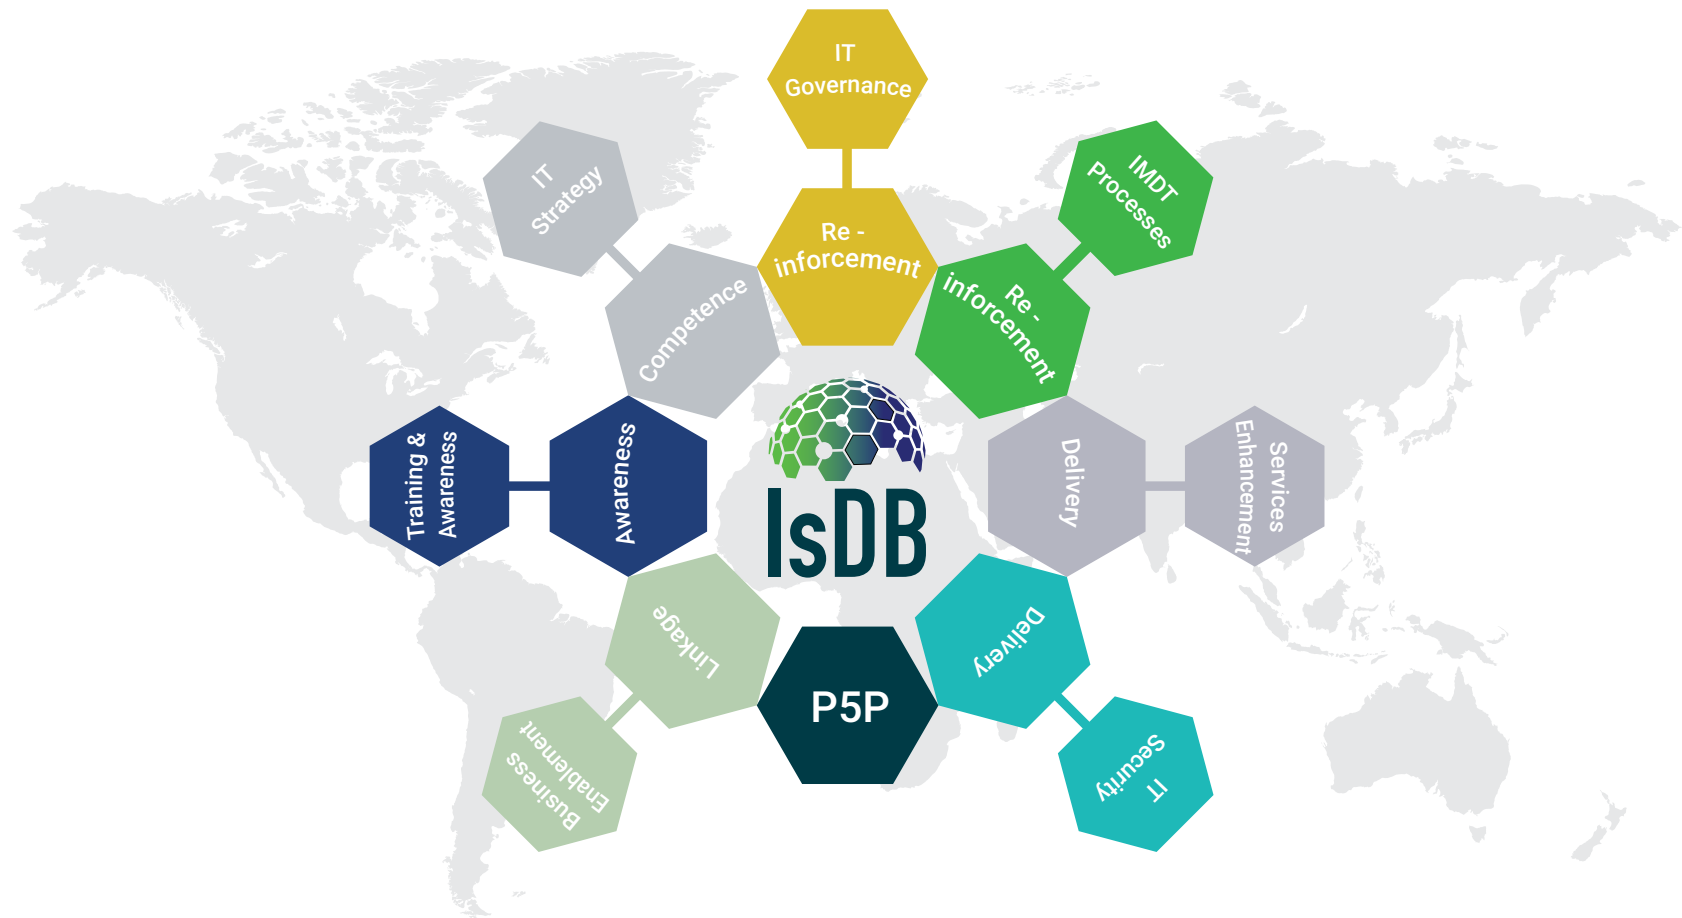 IT
Governance
Re -
inforcement
IMDT
Processes
Re -
inforcement
Services
Enhancement
Delivery
IT
Security
Delivery
P5P
Business
Enablement
Linkage
Training &
Awareness
Awareness
IT
Strategy
Competence
IsDB